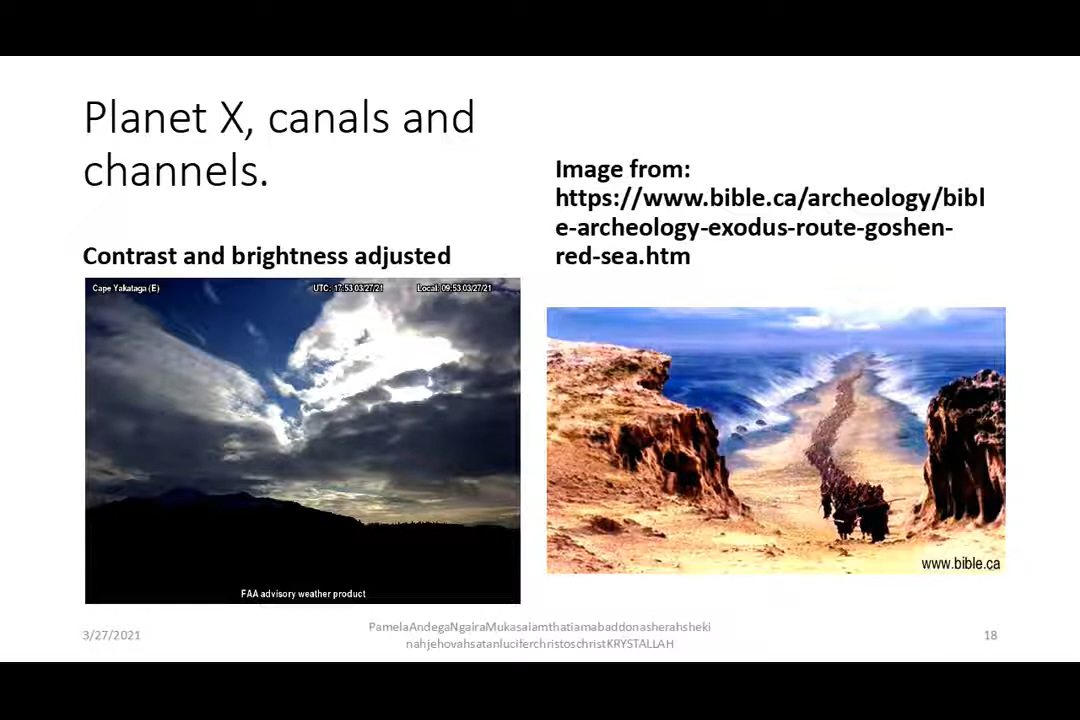 Planet X, canals and
channels.
Contrast and brightness adjusted
Cape Yakataga (E) UTC: 17:53 03/27/21 Local: 09:53 03/27/21
FAA advisory weather product
Image from:
https://www.bible.ca/archeology/bibl
e-archeology-exodus-route-goshen-
red-sea.htm
www.bible.ca
3/27/2021
PamelaAndegaNgairaMukasaiamthatiamabaddonasherahsheki
nahjehovahsatanluciferchristoschristKRYSTALLAH
18